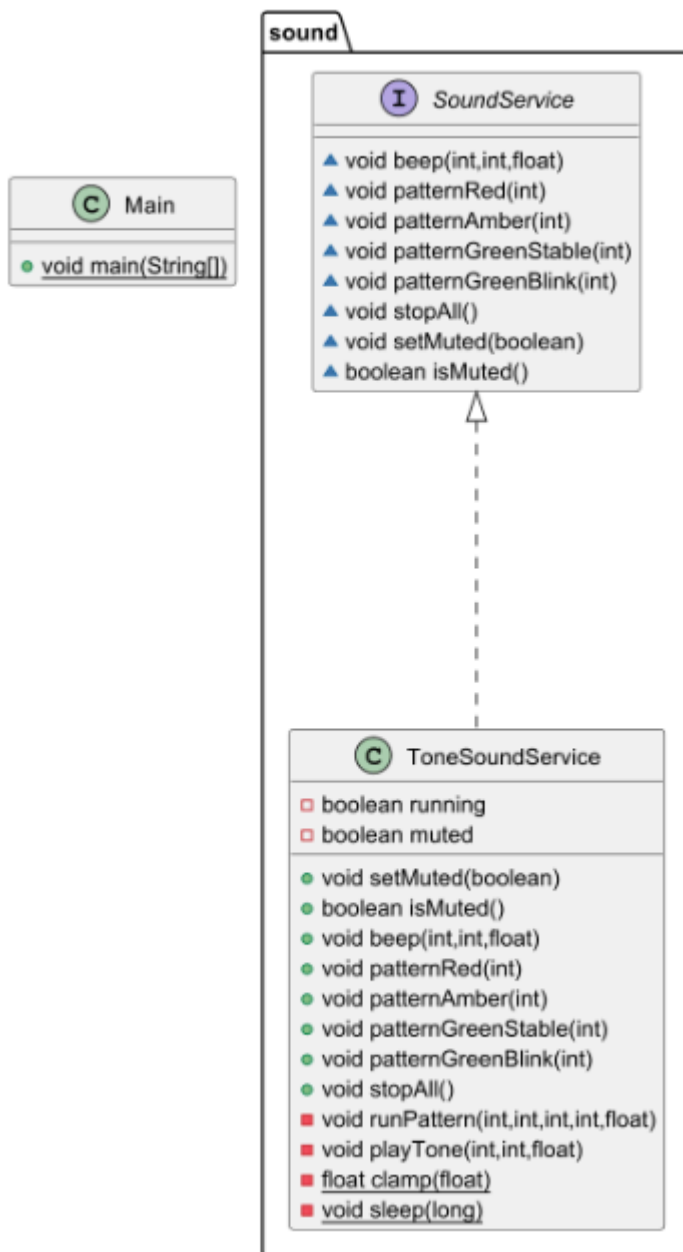 sound
I SoundService
void beep(int,int,float)
void patternRed(int)
void patternAmber(int)
void patternGreenStable(int)
void patternGreenBlink(int)
void stopAll()
void setMuted(boolean)
boolean isMuted()
C Main
void main(String[])
C ToneSoundService
boolean running
boolean muted
void setMuted(boolean)
boolean isMuted()
void beep(int,int,float)
void patternRed(int)
void patternAmber(int)
void patternGreenStable(int)
void patternGreenBlink(int)
void stopAll()
void runPattern(int,int,int,int,float)
void playTone(int,int,float)
float clamp(float)
void sleep(long)